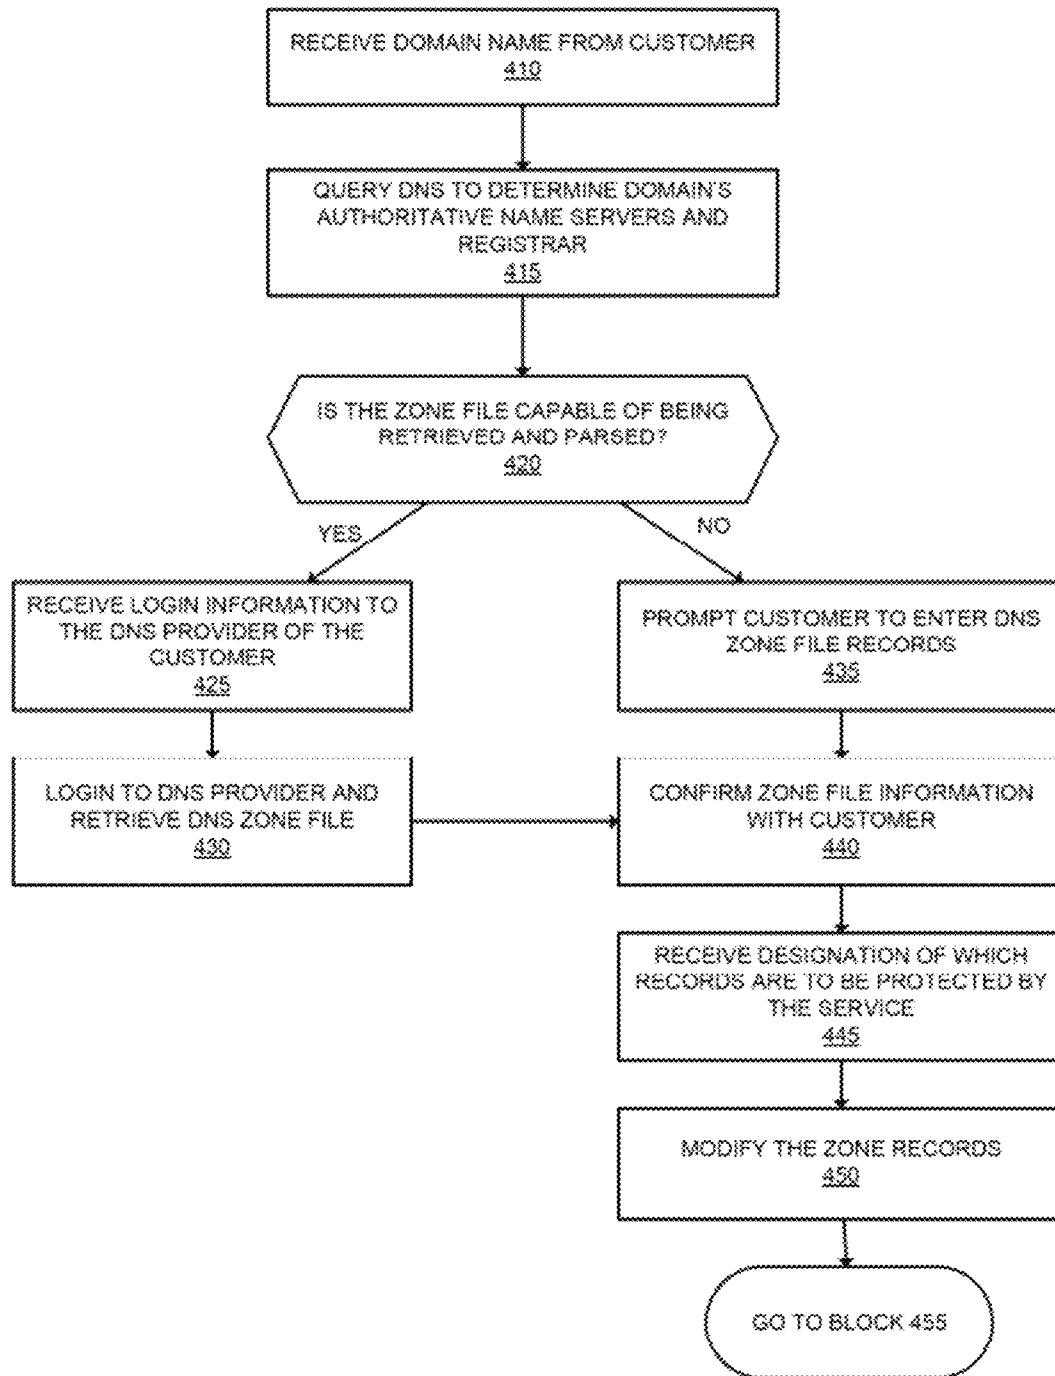 RECEIVE DOMAIN NAME FROM CUSTOMER
410
QUERY DNS TO DETERMINE DOMAIN'S
AUTHORITATIVE NAME SERVERS AND
REGISTRAR
415
IS THE ZONE FILE CAPABLE OF BEING
RETRIEVED AND PARSED?
420
YES
NO
RECEIVE LOGIN INFORMATION TO
THE DNS PROVIDER OF THE
CUSTOMER
425
PROMPT CUSTOMER TO ENTER DNS
ZONE FILE RECORDS
435
LOGIN TO DNS PROVIDER AND
RETRIEVE DNS ZONE FILE
430
CONFIRM ZONE FILE INFORMATION
WITH CUSTOMER
440
RECEIVE DESIGNATION OF WHICH
RECORDS ARE TO BE PROTECTED BY
THE SERVICE
445
MODIFY THE ZONE RECORDS
450
GO TO BLOCK 455